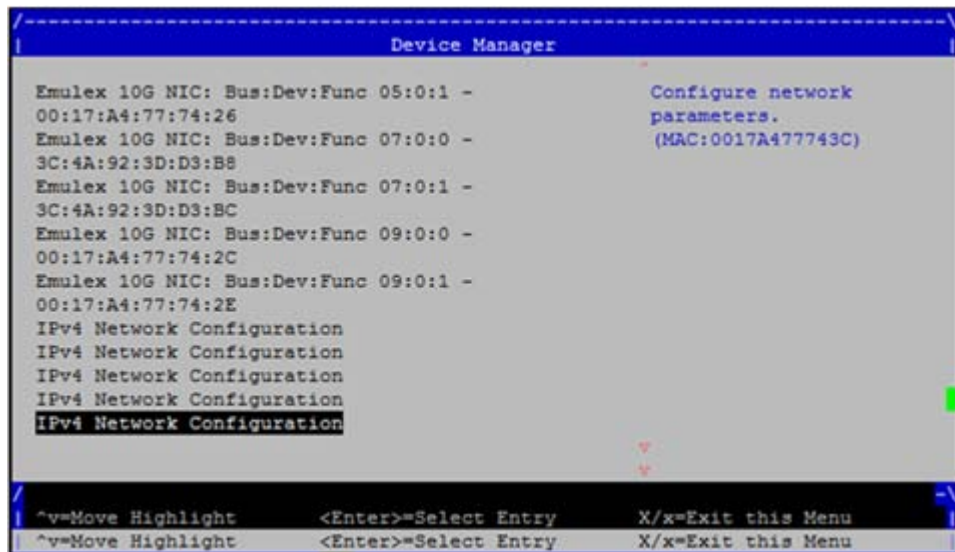 Device Manager
Emulex 10G NIC: Bus:Dev:Func 05:0:1 -
00:17:A4:77:74:26
Emulex 10G NIC: Bus:Dev:Func 07:0:0 -
3C:4A:92:3D:D3:B8
Emulex 10G NIC: Bus:Dev:Func 07:0:1 -
3C:4A:92:3D:D3:BC
Emulex 10G NIC: Bus:Dev:Func 09:0:0 -
00:17:A4:77:74:2C
Emulex 10G NIC: Bus:Dev:Func 09:0:1 -
00:17:A4:77:74:2E
IPv4 Network Configuration
IPv4 Network Configuration
IPv4 Network Configuration
IPv4 Network Configuration
IPv4 Network Configuration
Configure network
parameters.
(MAC:0017A477743C)
^v=Move Highlight <Enter>=Select Entry X/x=Exit this Menu
^v=Move Highlight <Enter>=Select Entry X/x=Exit this Menu